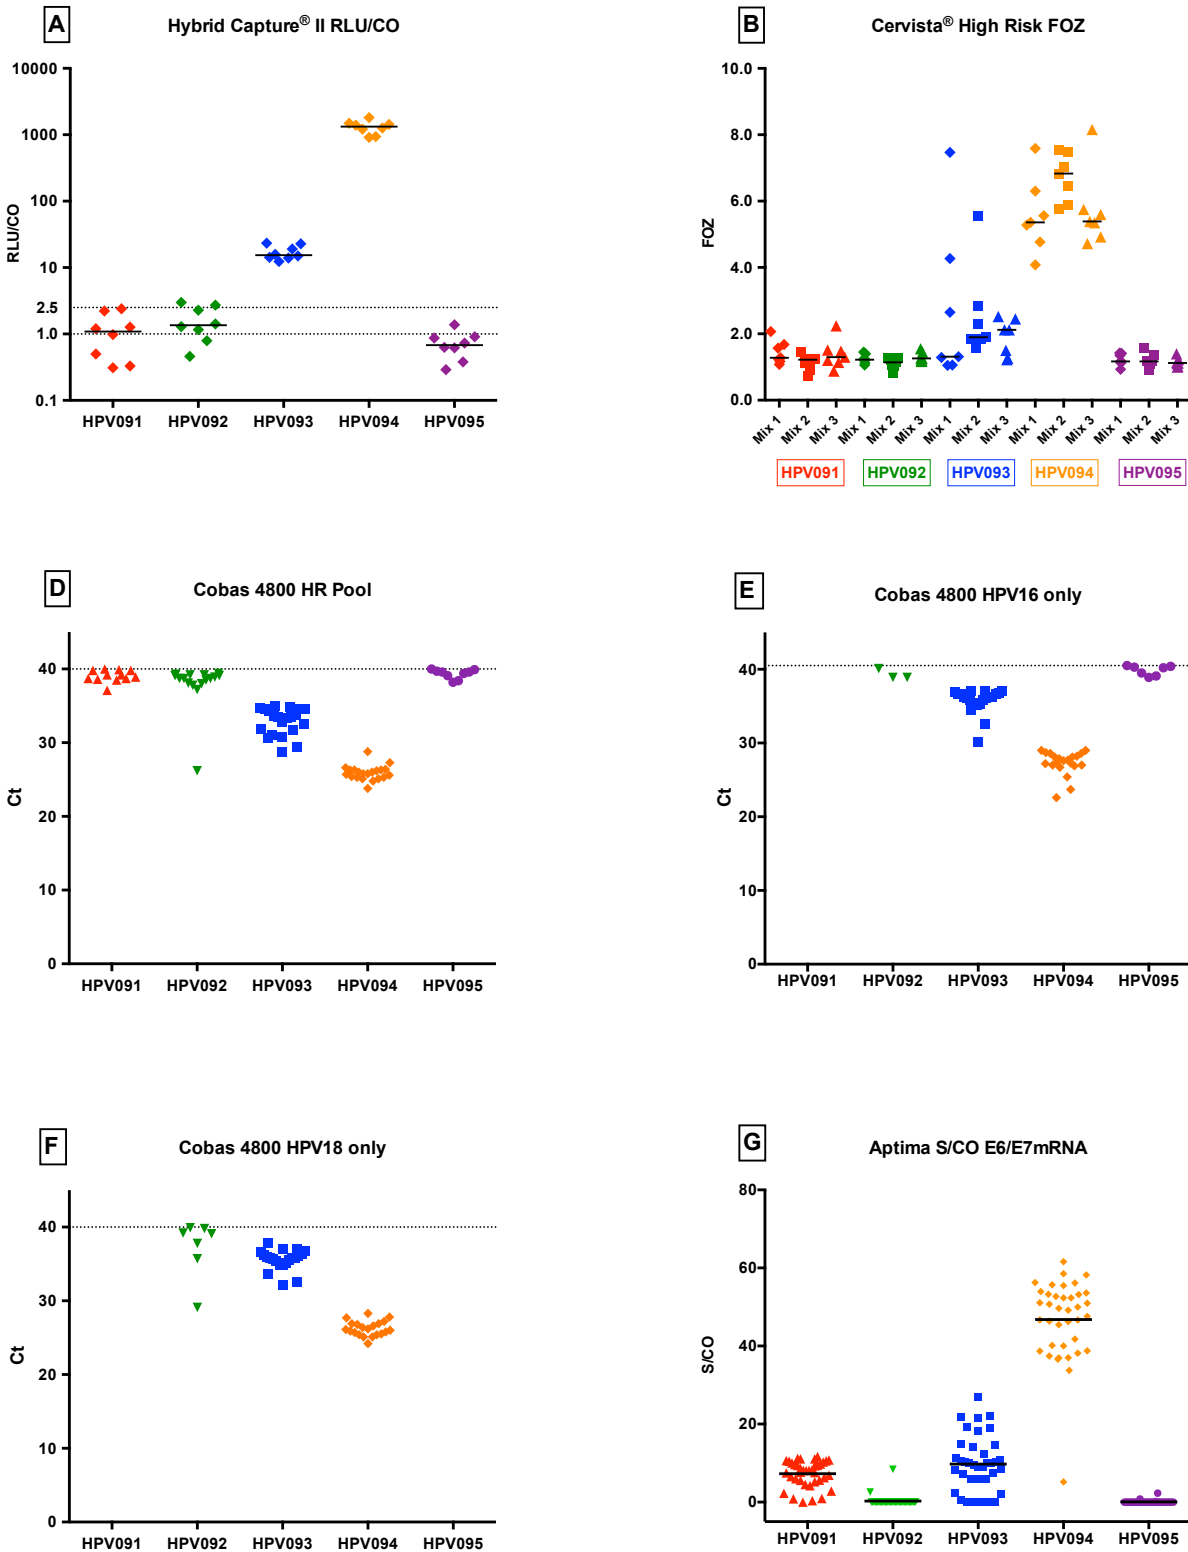 A
Hybrid Capture® II RLU/CO
10000
1000
100
10
2.5
1.0
0.1
RLU/CO
HPV091 HPV092 HPV093 HPV094 HPV095
B
Cervista® High Risk FOZ
10.0
8.0
6.0
4.0
2.0
0.0
FOZ
Mix 1 Mix 2 Mix 3 Mix 1 Mix 2 Mix 3 Mix 1 Mix 2 Mix 3 Mix 1 Mix 2 Mix 3 Mix 1 Mix 2 Mix 3
HPV091 HPV092 HPV093 HPV094 HPV095
D
Cobas 4800 HR Pool
40
30
20
10
0
Ct
HPV091 HPV092 HPV093 HPV094 HPV095
E
Cobas 4800 HPV16 only
40
30
20
10
0
Ct
HPV091 HPV092 HPV093 HPV094 HPV095
F
Cobas 4800 HPV18 only
40
30
20
10
0
Ct
HPV091 HPV092 HPV093 HPV094 HPV095
G
Aptima S/CO E6/E7mRNA
80
60
40
20
0
S/CO
HPV091 HPV092 HPV093 HPV094 HPV095